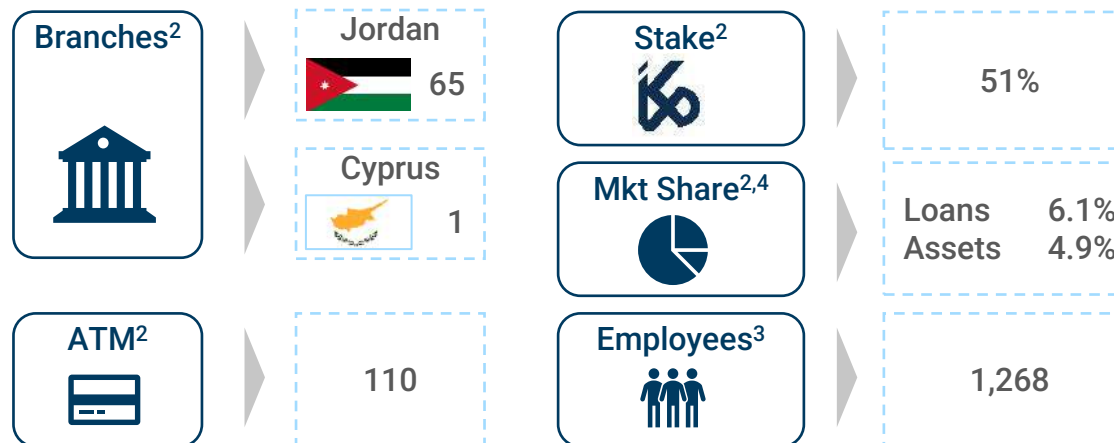 Branches²
Jordan
65
Cyprus
1
ATM²
110
Stake²
51%
Mkt Share²,⁴
Loans 6.1%
Assets 4.9%
Employees³
1,268